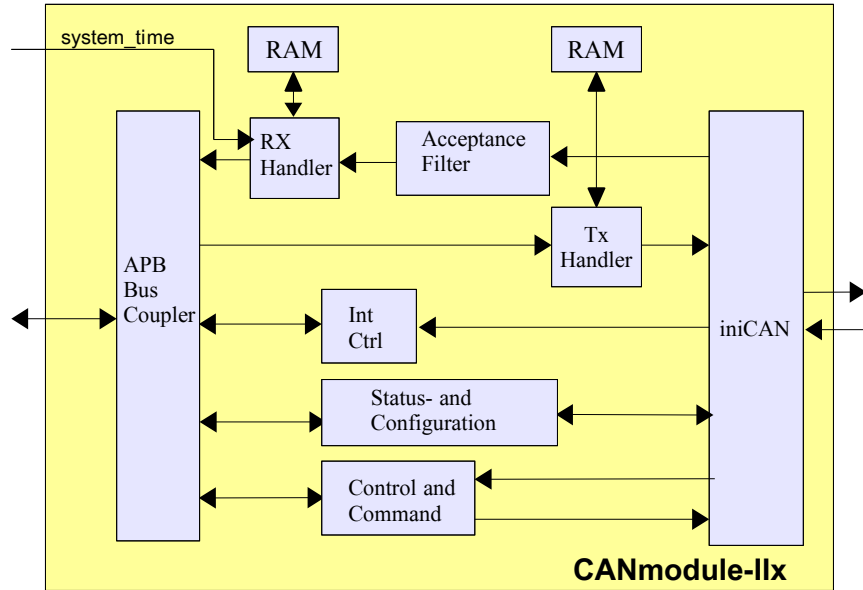 system_time
RAM
RAM
RX
Handler
Acceptance
Filter
Tx
Handler
APB
Bus
Coupler
Int
Ctrl
iniCAN
Status- and
Configuration
Control and
Command
CANmodule-IIx